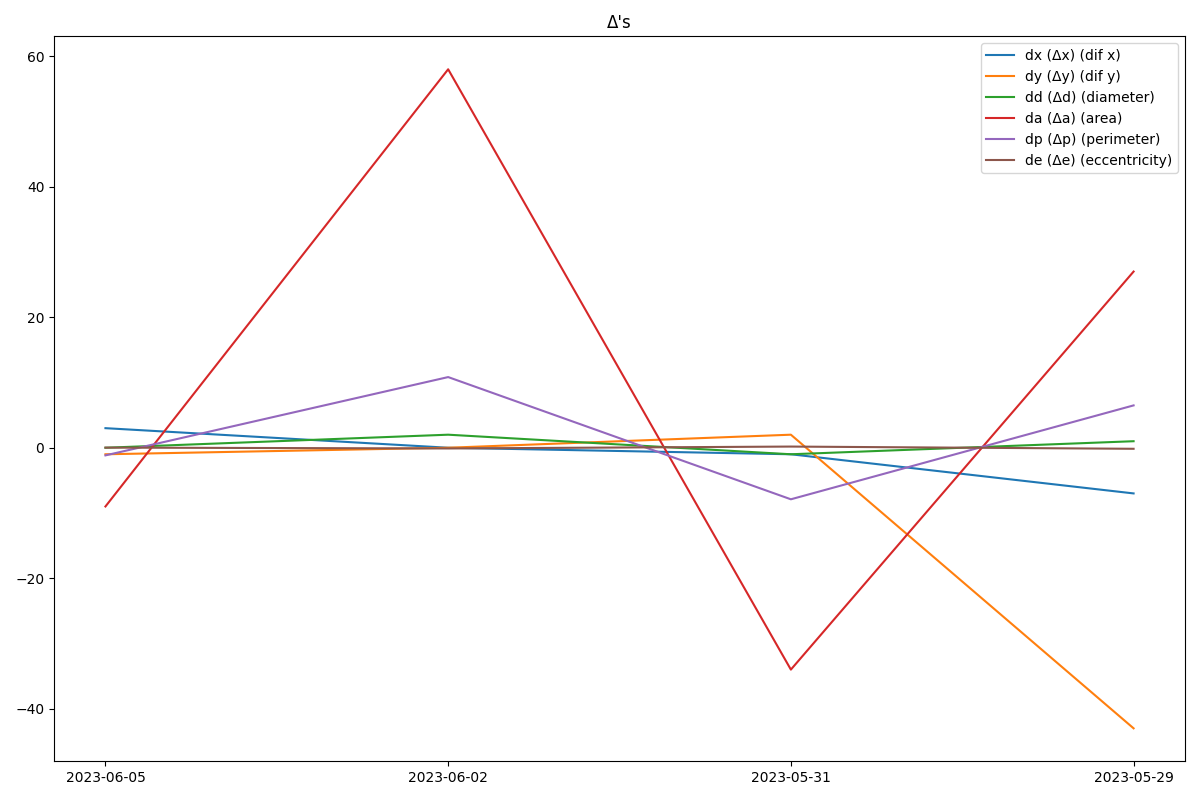 Δ's
60
40
20
0
−20
−40
2023-06-05
2023-06-02
2023-05-31
2023-05-29
dx (Δx) (dif x)
dy (Δy) (dif y)
dd (Δd) (diameter)
da (Δa) (area)
dp (Δp) (perimeter)
de (Δe) (eccentricity)